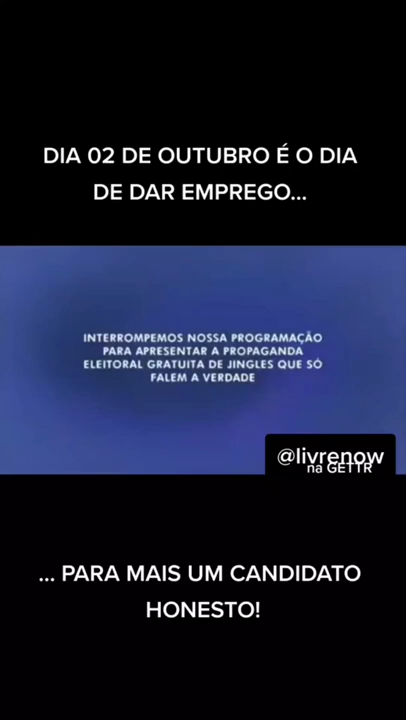 DIA 02 DE OUTUBRO É O DIA
DE DAR EMPREGO...
INTERROMPEMOS NOSSA PROGRAMAÇÃO
PARA APRESENTAR A PROPAGANDA
ELEITORAL GRATUITA DE JINGLES QUE SÓ
FALEM A VERDADE
@livrenow
na GETTR
... PARA MAIS UM CANDIDATO
HONESTO!